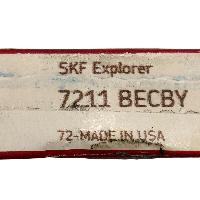 SKF Explorer
7211 BECBY
72-MADE IN USA